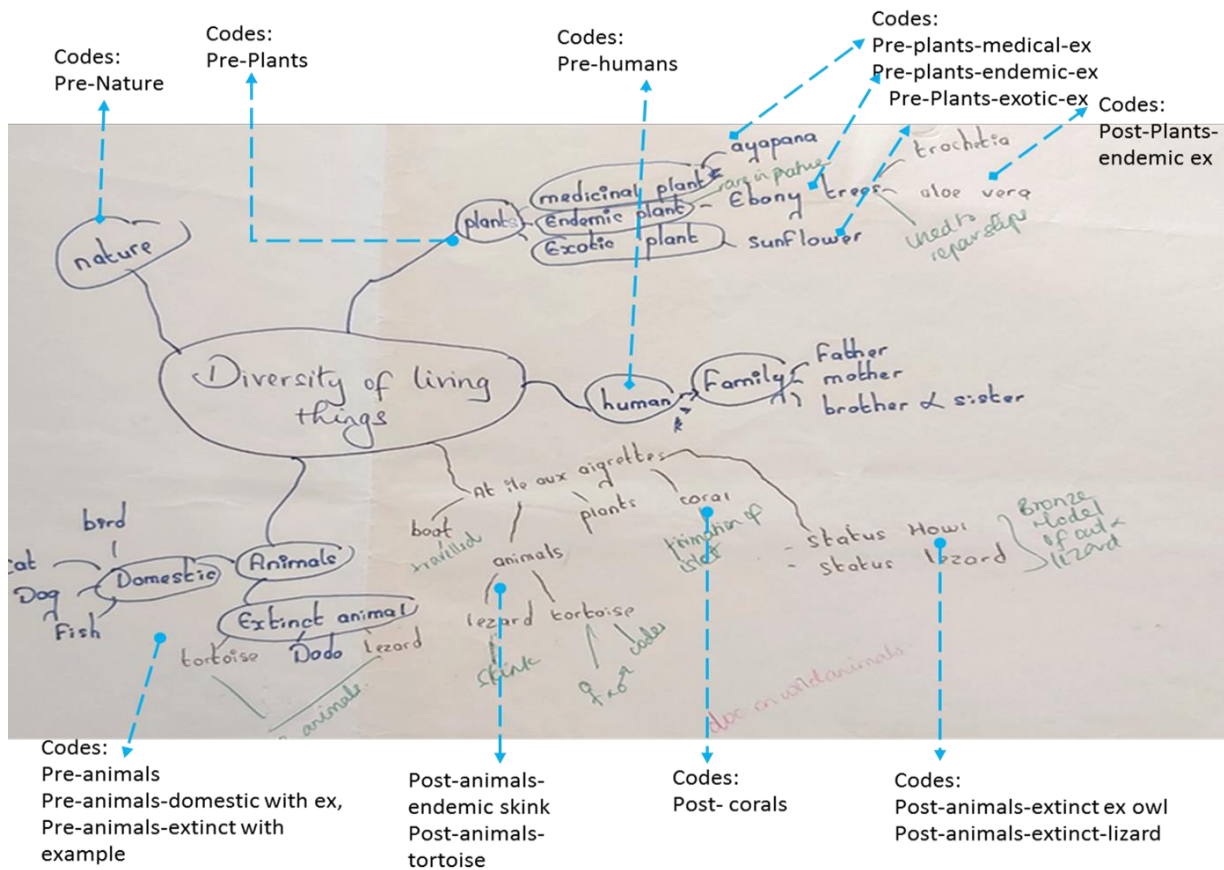 Codes:
Pre-Nature
Codes:
Pre-Plants
Codes:
Pre-humans
Codes:
Pre-plants-medical-ex
Pre-plants-endemic-ex
Pre-Plants-exotic-ex
Codes:
Post-Plants-
endemic ex
nature
plants
medicinal plant
ayapana
rare in nature
Endemic plant
Ebony trees
trochetia
aloe vera
used to
Exotic plant
sunflower
Diversity of living
things
human
Family
Father
mother
brother & sister
At ile aux aigrettes
boat
travelled
animals
lezard
skink
tortoise
plants
coral
formation of
islet
- Status Howl
- Status lezard
Bronze
Model
of owl &
lizard
bird
cat
Dog
Fish
Domestic
Animals
Extinct animal
tortoise
Dodo
lezard
animals
doc on wild animals
Codes:
Pre-animals
Pre-animals-domestic with ex,
Pre-animals-extinct with
example
Post-animals-
endemic skink
Post-animals-
tortoise
Codes:
Post- corals
Codes:
Post-animals-extinct ex owl
Post-animals-extinct-lizard